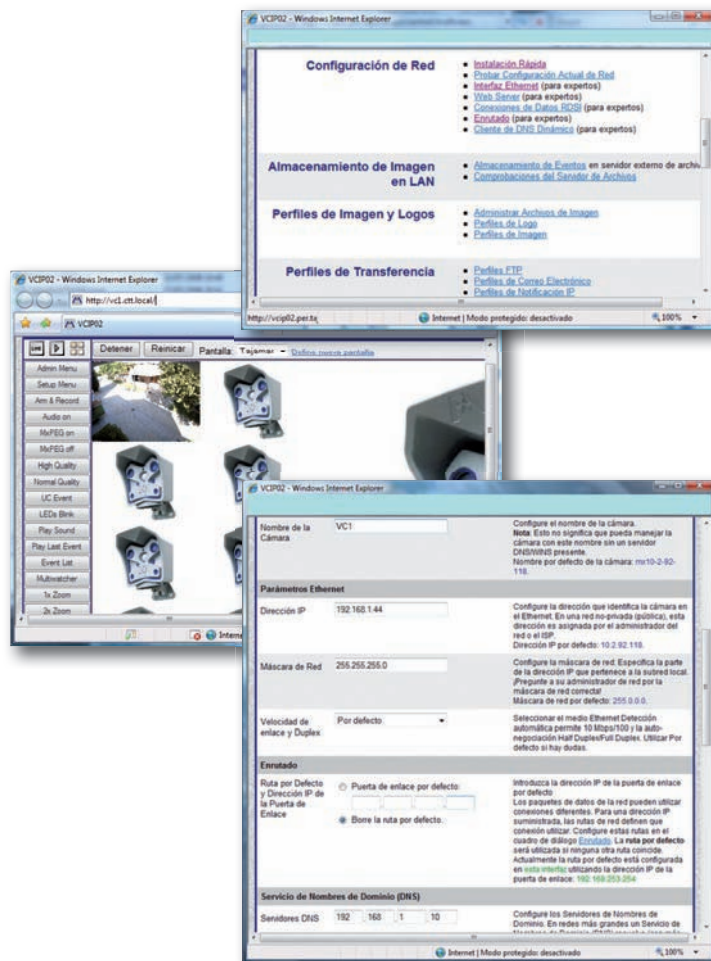 VCIP02 - Windows Internet Explorer
Configuración de Red
Instalación Rápida
Probar Configuración Actual de Red
Interfaz Ethernet (para expertos)
Web Server (para expertos)
Conexiones de Datos RDSI (para expertos)
Enrutado (para expertos)
Cliente de DNS Dinámico (para expertos)
Almacenamiento de Imagen
en LAN
Almacenamiento de Eventos en servidor externo de archiv
Comprobaciones del Servidor de Archivos
Perfiles de Imagen y Logos
Administrar Archivos de Imagen
Perfiles de Logo
Perfiles de Imagen
Perfiles de Transferencia
Perfiles FTP
Perfiles de Correo Electrónico
Perfiles de Notificación IP
Internet | Modo protegido: desactivado
100%
VCIP02 - Windows Internet Explorer
http://vc1.ctt.local/
VCIP02
Detener
Reinicar
Pantalla:
Tajamar
Admin Menu
Setup Menu
Arm & Record
Audio on
MxPEG on
MxPEG off
High Quality
Normal Quality
UC Event
LEDs Blink
Play Sound
Play Last Event
Event List
Multiwatcher
1x Zoom
2x Zoom
VCIP02 - Windows Internet Explorer
Nombre de la
Cámara
VC1
Configure el nombre de la cámara.
Nota: Esto no significa que pueda manejar la
cámara con este nombre sin un servidor
DNS/WINS presente.
Nombre por defecto de la cámara: mx10-2-92-
118.
Parámetros Ethernet
Dirección IP
192.168.1.44
Configure la dirección que identifica la cámara en
el Ethernet. En una red no-privada (pública), esta
dirección es asignada por el administrador del
red o el ISP.
Dirección IP por defecto: 10.2.92.118.
Máscara de Red
255.255.255.0
Configure la máscara de red. Especifica la parte
de la dirección IP que pertenece a la subred local.
¡Pregunte a su administrador de red por la
máscara de red correcta!
Máscara de red por defecto: 255.0.0.0.
Velocidad de
enlace y Duplex
Por defecto
Seleccionar el medio Ethernet Detección
automática permite 10 Mbps/100 y la auto-
negociación Half Duplex/Full Duplex. Utilizar Por
defecto si hay dudas.
Enrutado
Ruta por Defecto
y Dirección IP de
la Puerta de
Enlace
Puerta de enlace por defecto:
Borre la ruta por defecto.
Introduzca la dirección IP de la puerta de enlace
por defecto
Los paquetes de datos de la red pueden utilizar
conexiones diferentes. Para una dirección IP
suministrada, las rutas de red definen que
conexión utilizar. Configure estas rutas en el
cuadro de diálogo Enrutado. La ruta por defecto
será utilizada si ninguna otra ruta coincide.
Actualmente la ruta por defecto está configurada
en esta interfaz utilizando la dirección IP de la
puerta de enlace: 192.168.253.254
Servicio de Nombres de Dominio (DNS)
Servidores DNS
192 168 1 10
Configure los Servidores de Nombres de
Dominio. En redes más grandes un Servicio de
Internet | Modo protegido: desactivado
100%